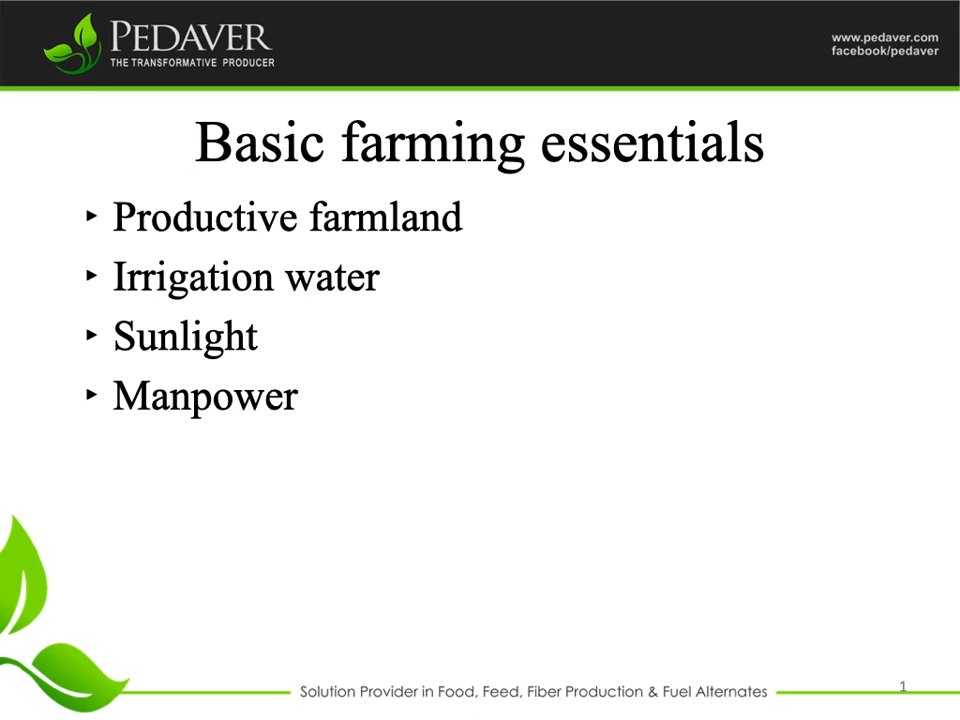 PEDAVER
THE TRANSFORMATIVE PRODUCER
www.pedaver.com
facebook/pedaver
Basic farming essentials
‣ Productive farmland
‣ Irrigation water
‣ Sunlight
‣ Manpower
Solution Provider in Food, Feed, Fiber Production & Fuel Alternates
1